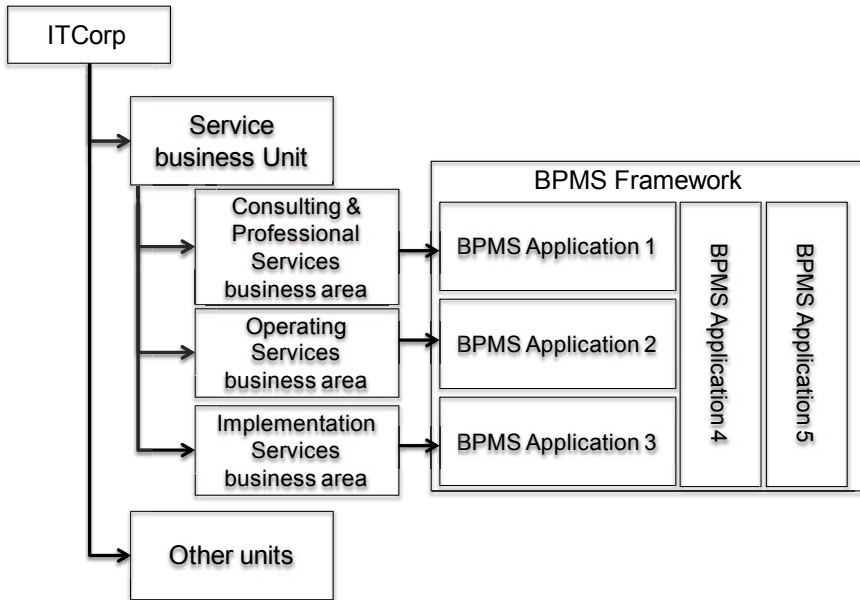 ITCorp
Service
business Unit
BPMS Framework
Consulting &
Professional
Services
business area
BPMS Application 1
Operating
Services
business area
BPMS Application 2
Implementation
Services
business area
BPMS Application 3
BPMS Application 4
BPMS Application 5
Other units